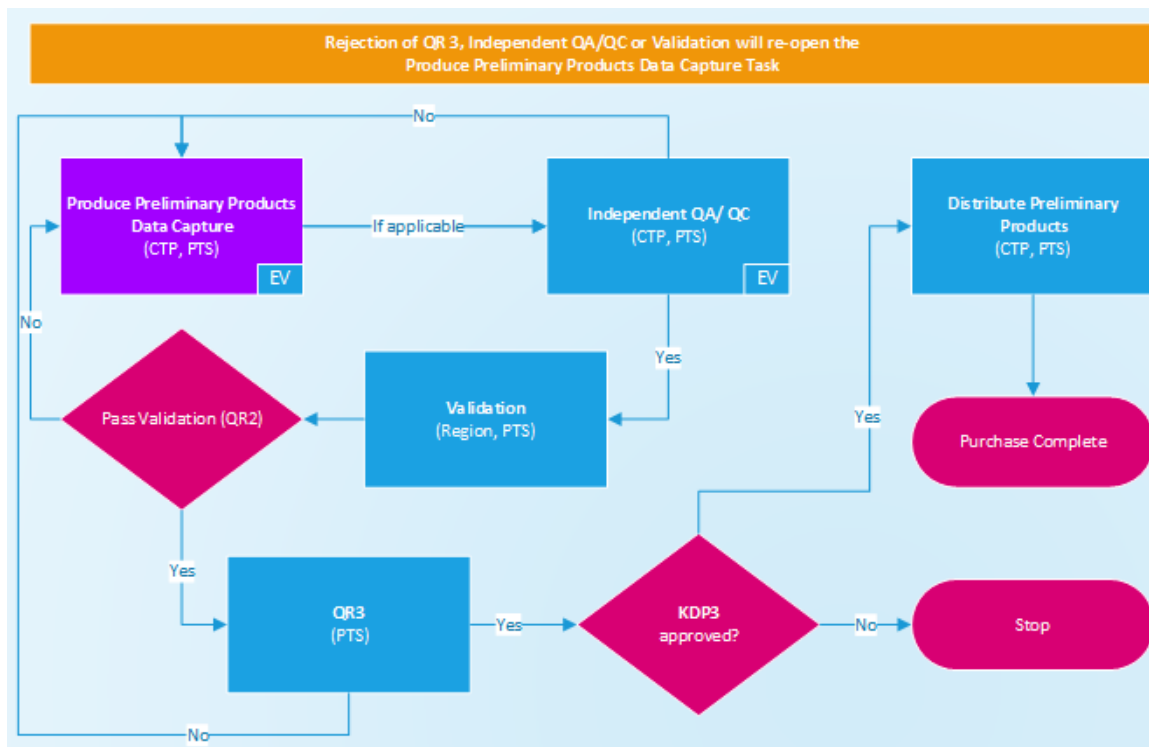 Rejection of QR 3, Independent QA/QC or Validation will re-open the
Produce Preliminary Products Data Capture Task
No
Produce Preliminary Products
Data Capture
(CTP, PTS)
EV
If applicable
Independent QA/ QC
(CTP, PTS)
EV
Distribute Preliminary
Products
(CTP, PTS)
No
Yes
Pass Validation (QR2)
Validation
(Region, PTS)
Yes
Purchase Complete
Yes
QR3
(PTS)
Yes
KDP3
approved?
No
Stop
No